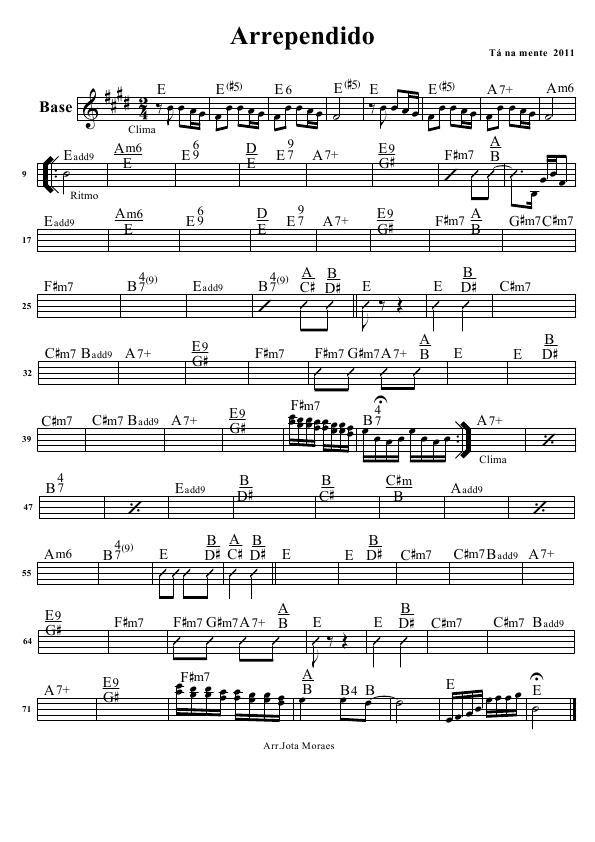 Arrependido
Tá na mente 2011
Base
E E(♯5) E6 E(♯5) E E(♯5) A7+ Am6
2/4
Clima
9 Eadd9 Am6/E E6/9 D/E E9/7 A7+ E9/G♯ F♯m7 A/B
Ritmo
17 Eadd9 Am6/E E6/9 D/E E9/7 A7+ E9/G♯ F♯m7 A/B G♯m7 C♯m7
25 F♯m7 B4/7(9) Eadd9 B4/7(9) A/C♯ B/D♯ E E B/D♯ C♯m7
32 C♯m7 Badd9 A7+ E9/G♯ F♯m7 F♯m7 G♯m7 A7+ A/B E E B/D♯
39 C♯m7 C♯m7 Badd9 A7+ E9/G♯ F♯m7 B4/7 A7+
Clima
47 B4/7 Eadd9 B/D♯ B/C♯ C♯m/B Aadd9
55 Am6 B4/7(9) E B/D♯ A/C♯ B/D♯ E E B/D♯ C♯m7 C♯m7 Badd9 A7+
64 E9/G♯ F♯m7 F♯m7 G♯m7 A7+ A/B E E B/D♯ C♯m7 C♯m7 Badd9
71 A7+ E9/G♯ F♯m7 A/B B4 B E E
Arr.Jota Moraes